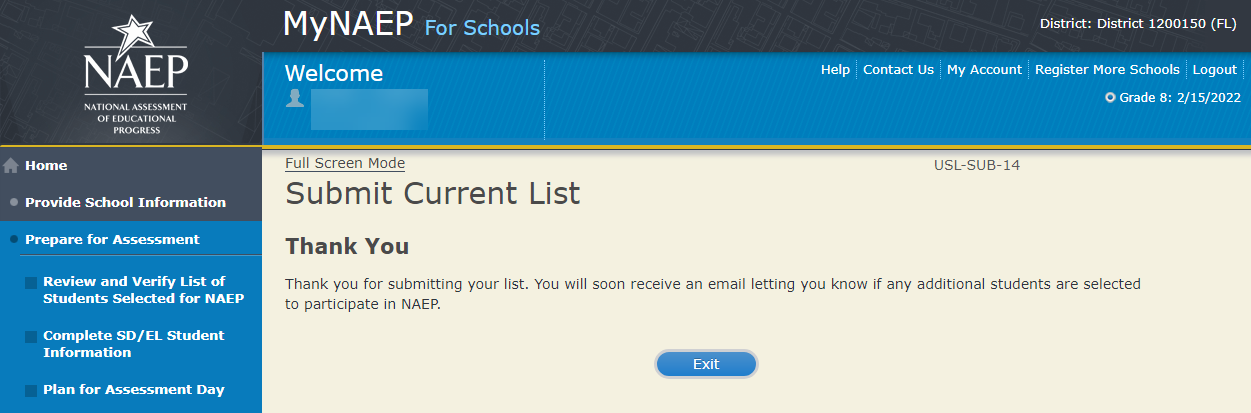 NAEP
NATIONAL ASSESSMENT
OF EDUCATIONAL
PROGRESS
MyNAEP For Schools
District: District 1200150 (FL)
Welcome
Help
Contact Us
My Account
Register More Schools
Logout
Grade 8: 2/15/2022
Home
Provide School Information
Prepare for Assessment
Review and Verify List of
Students Selected for NAEP
Complete SD/EL Student
Information
Plan for Assessment Day
Full Screen Mode
USL-SUB-14
Submit Current List
Thank You
Thank you for submitting your list. You will soon receive an email letting you know if any additional students are selected
to participate in NAEP.
Exit